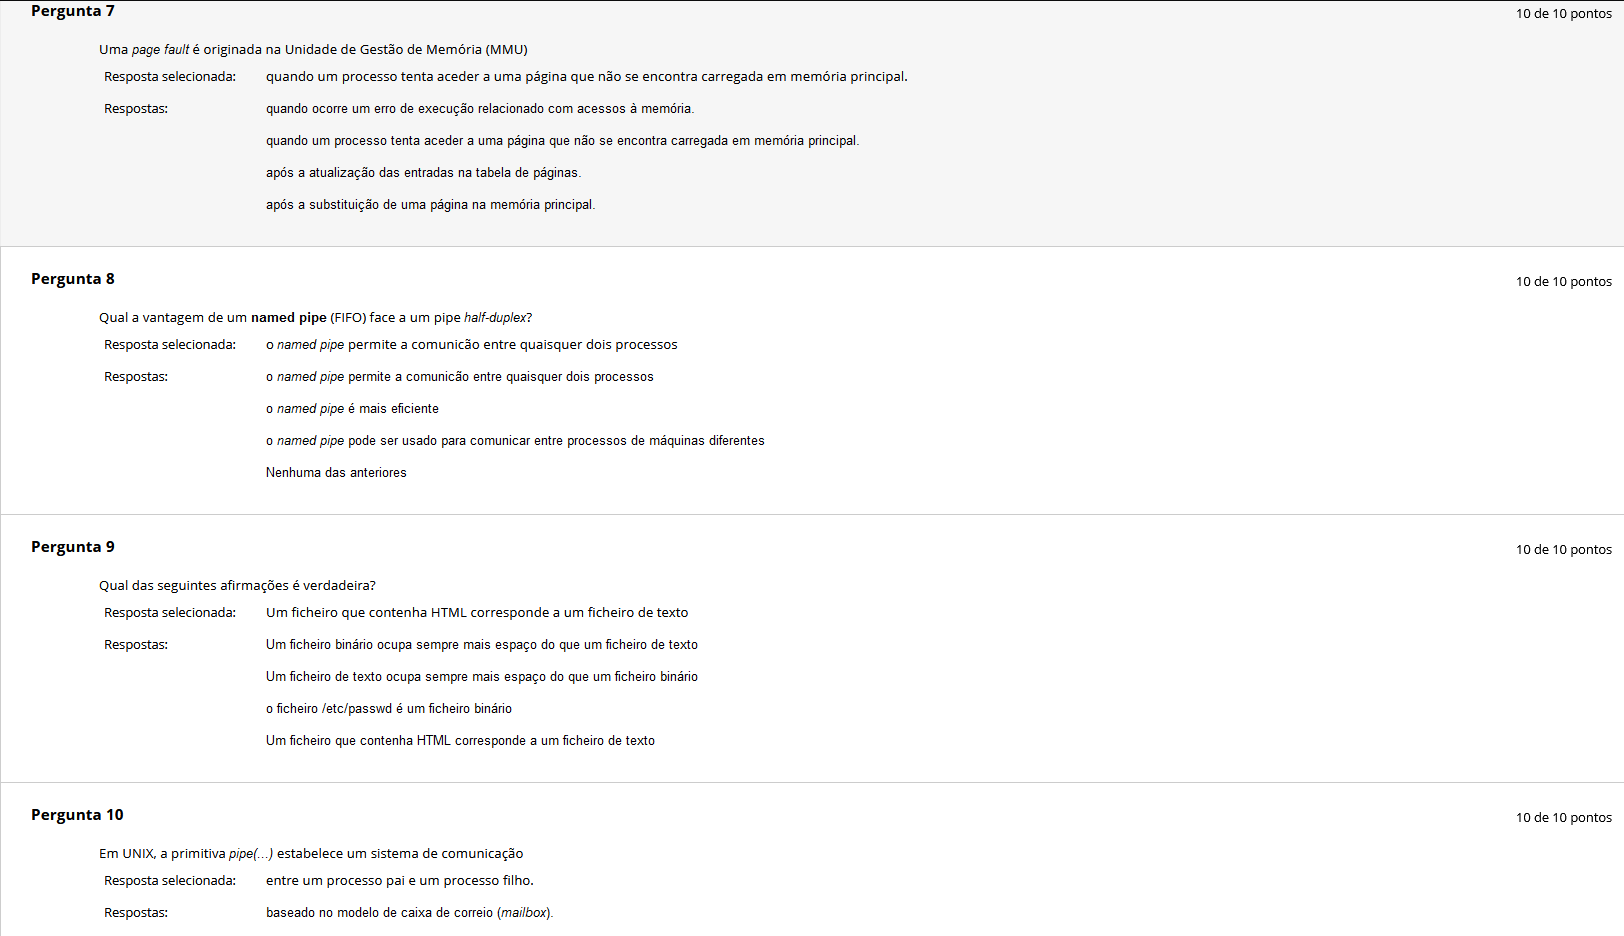 Pergunta 7
10 de 10 pontos
Uma page fault é originada na Unidade de Gestão de Memória (MMU)
Resposta selecionada: quando um processo tenta aceder a uma página que não se encontra carregada em memória principal.
Respostas: quando ocorre um erro de execução relacionado com acessos à memória.
quando um processo tenta aceder a uma página que não se encontra carregada em memória principal.
após a atualização das entradas na tabela de páginas.
após a substituição de uma página na memória principal.
Pergunta 8
10 de 10 pontos
Qual a vantagem de um named pipe (FIFO) face a um pipe half-duplex?
Resposta selecionada: o named pipe permite a comunicão entre quaisquer dois processos
Respostas: o named pipe permite a comunicão entre quaisquer dois processos
o named pipe é mais eficiente
o named pipe pode ser usado para comunicar entre processos de máquinas diferentes
Nenhuma das anteriores
Pergunta 9
10 de 10 pontos
Qual das seguintes afirmações é verdadeira?
Resposta selecionada: Um ficheiro que contenha HTML corresponde a um ficheiro de texto
Respostas: Um ficheiro binário ocupa sempre mais espaço do que um ficheiro de texto
Um ficheiro de texto ocupa sempre mais espaço do que um ficheiro binário
o ficheiro /etc/passwd é um ficheiro binário
Um ficheiro que contenha HTML corresponde a um ficheiro de texto
Pergunta 10
10 de 10 pontos
Em UNIX, a primitiva pipe(...) estabelece um sistema de comunicação
Resposta selecionada: entre um processo pai e um processo filho.
Respostas: baseado no modelo de caixa de correio (mailbox).